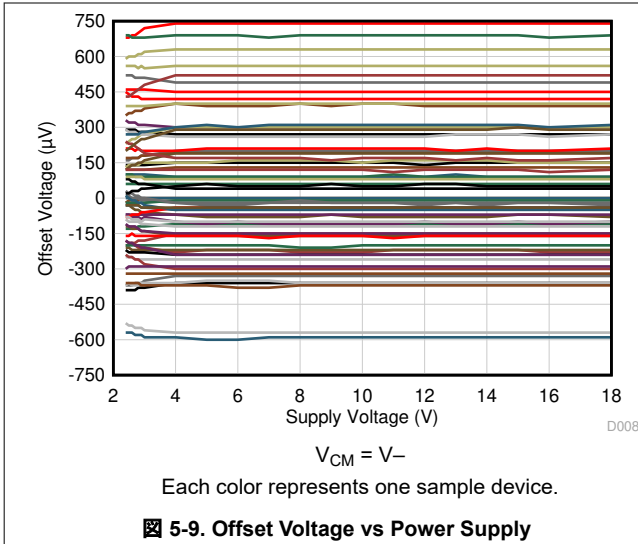 750
600
450
300
150
0
-150
-300
-450
-600
-750
Offset Voltage (µV)
2 4 6 8 10 12 14 16 18
Supply Voltage (V)
D008
VCM = V–
Each color represents one sample device.
図 5-9. Offset Voltage vs Power Supply